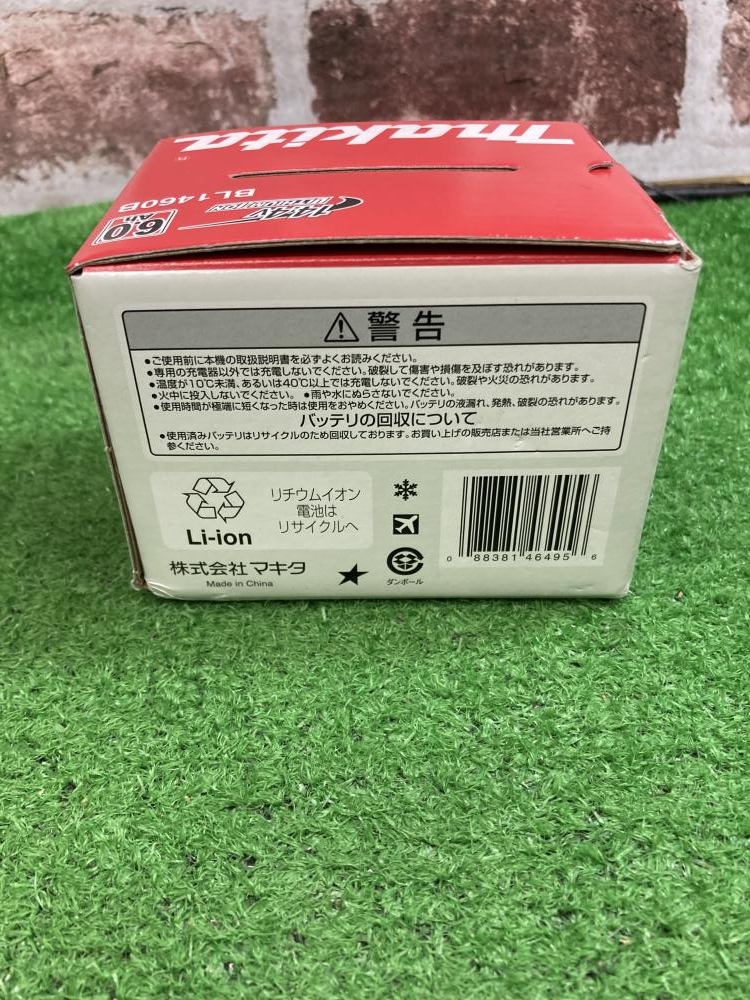 makita
BL1460B
14.4V
LITHIUM-ION
6.0
Ah
警告
●ご使用前に本機の取扱説明書を必ずよくお読みください。
●専用の充電器以外では充電しないでください。破裂して傷害や損傷を及ぼす恐れがあります。
●温度が10℃未満、あるいは40℃以上では充電しないでください。破裂や火災の恐れがあります。
●火中に投入しないでください。 ●雨や水にぬらさないでください。
●使用時間が極端に短くなった時は使用をおやめください。バッテリの液漏れ、発熱、破裂の恐れがあります。
バッテリの回収について
●使用済みバッテリはリサイクルのため回収しております。お買い上げの販売店または当社営業所へご持
参ください。
Li-ion
リチウムイオン
電池は
リサイクルへ
株式会社マキタ
Made in China
ダンボール
0 88381 46495 6